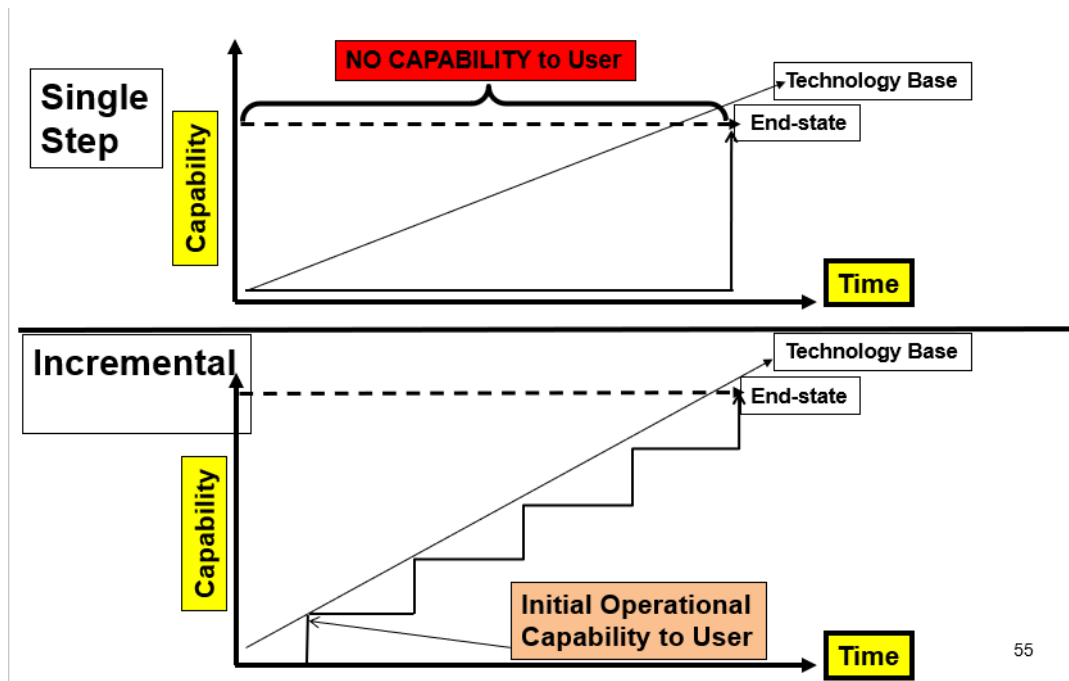 NO CAPABILITY to User
Single
Step
Technology Base
End-state
Capability
Time
Incremental
Technology Base
End-state
Capability
Initial Operational
Capability to User
Time
55